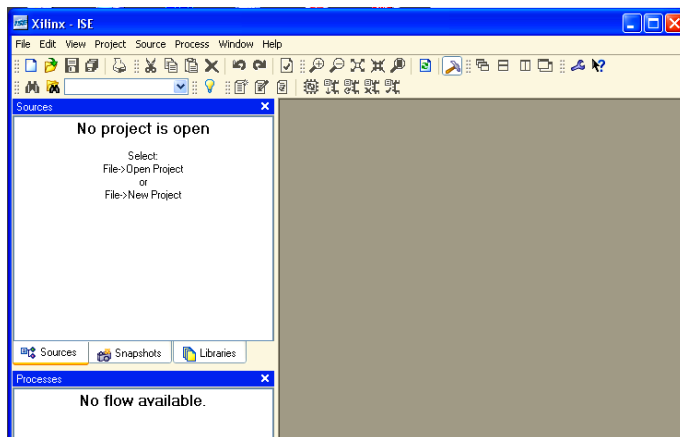 ISE Xilinx - ISE
File Edit View Project Source Process Window Help
Sources
No project is open
Select:
File->Open Project
or
File->New Project
Sources Snapshots Libraries
Processes
No flow available.